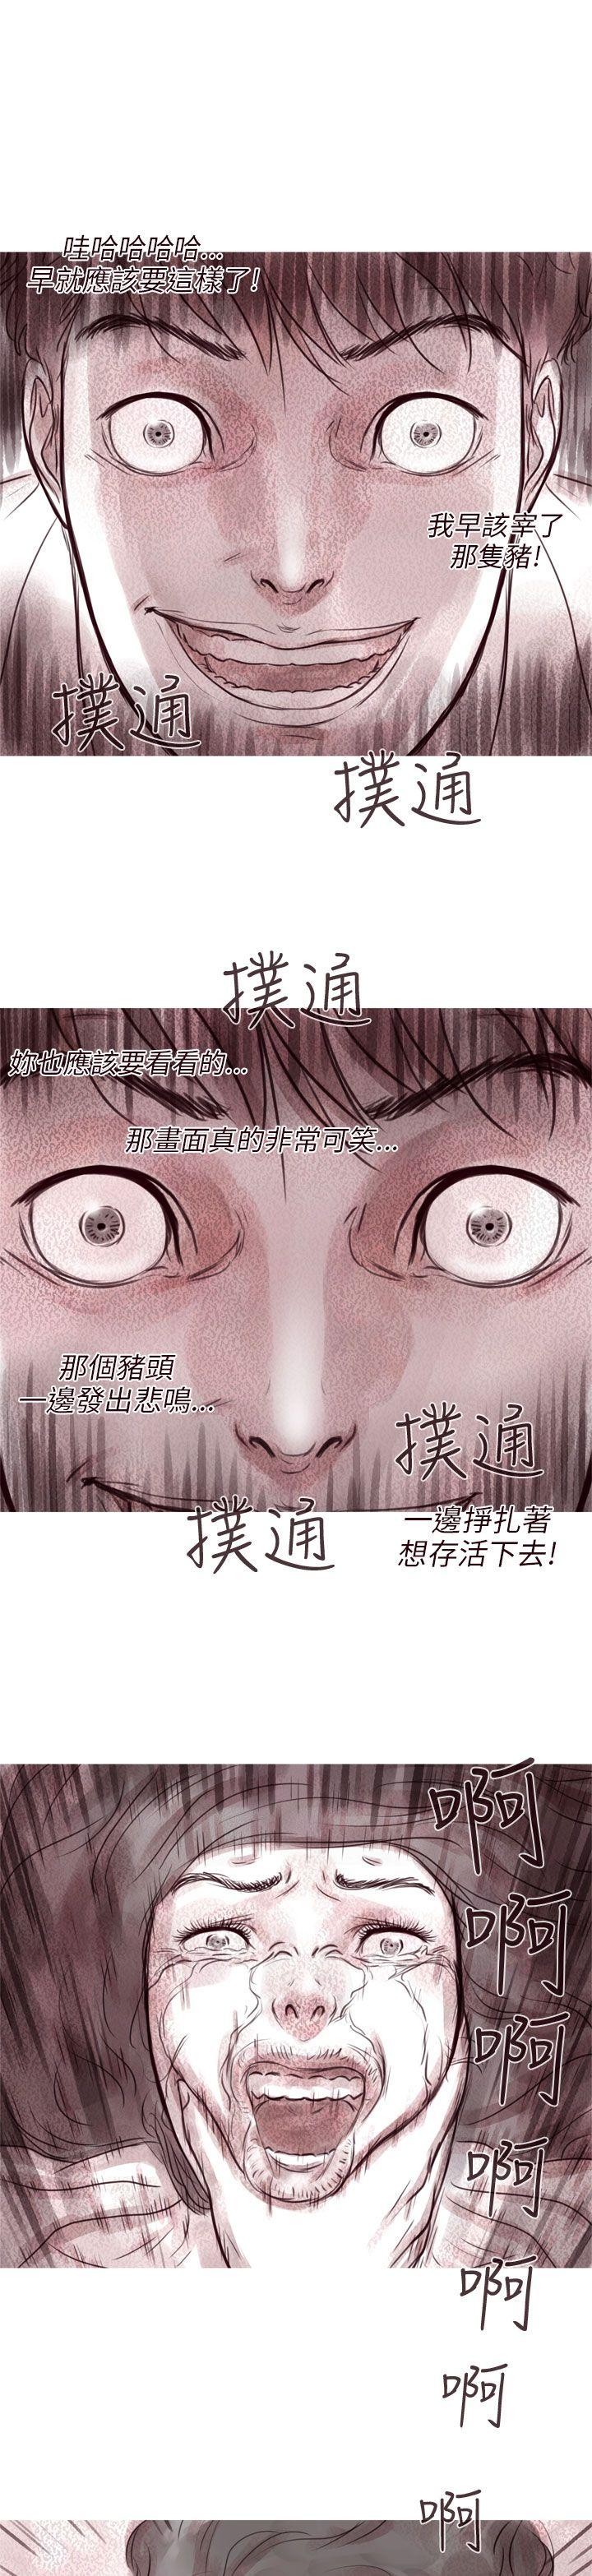 哇哈哈哈哈...
早就應該要這樣了!
我早該宰了
那隻豬!
撲通
撲通
撲通
妳也應該要看看的...
那畫面真的非常可笑...
那個豬頭
一邊發出悲鳴...
撲通
撲通
一邊掙扎著
想存活下去!
啊
啊
啊
啊
啊
啊
啊